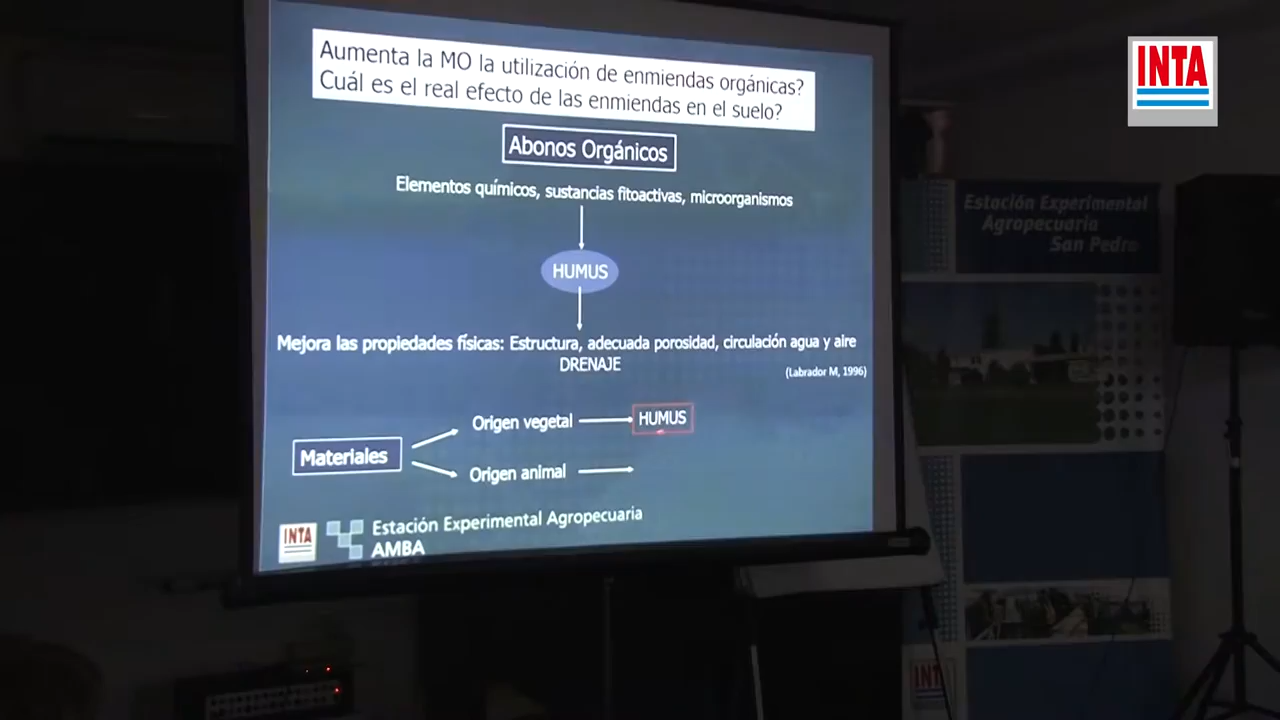 Aumenta la MO la utilización de enmiendas orgánicas?
Cuál es el real efecto de las enmiendas en el suelo?
Abonos Orgánicos
Elementos químicos, sustancias fitoactivas, microorganismos
HUMUS
Mejora las propiedades físicas: Estructura, adecuada porosidad, circulación agua y aire
DRENAJE
(Labrador M, 1996)
Origen vegetal
HUMUS
Materiales
Origen animal
INTA
Estación Experimental Agropecuaria
AMBA
INTA
Estación Experimental
Agropecuaria
San Pedro
INTA